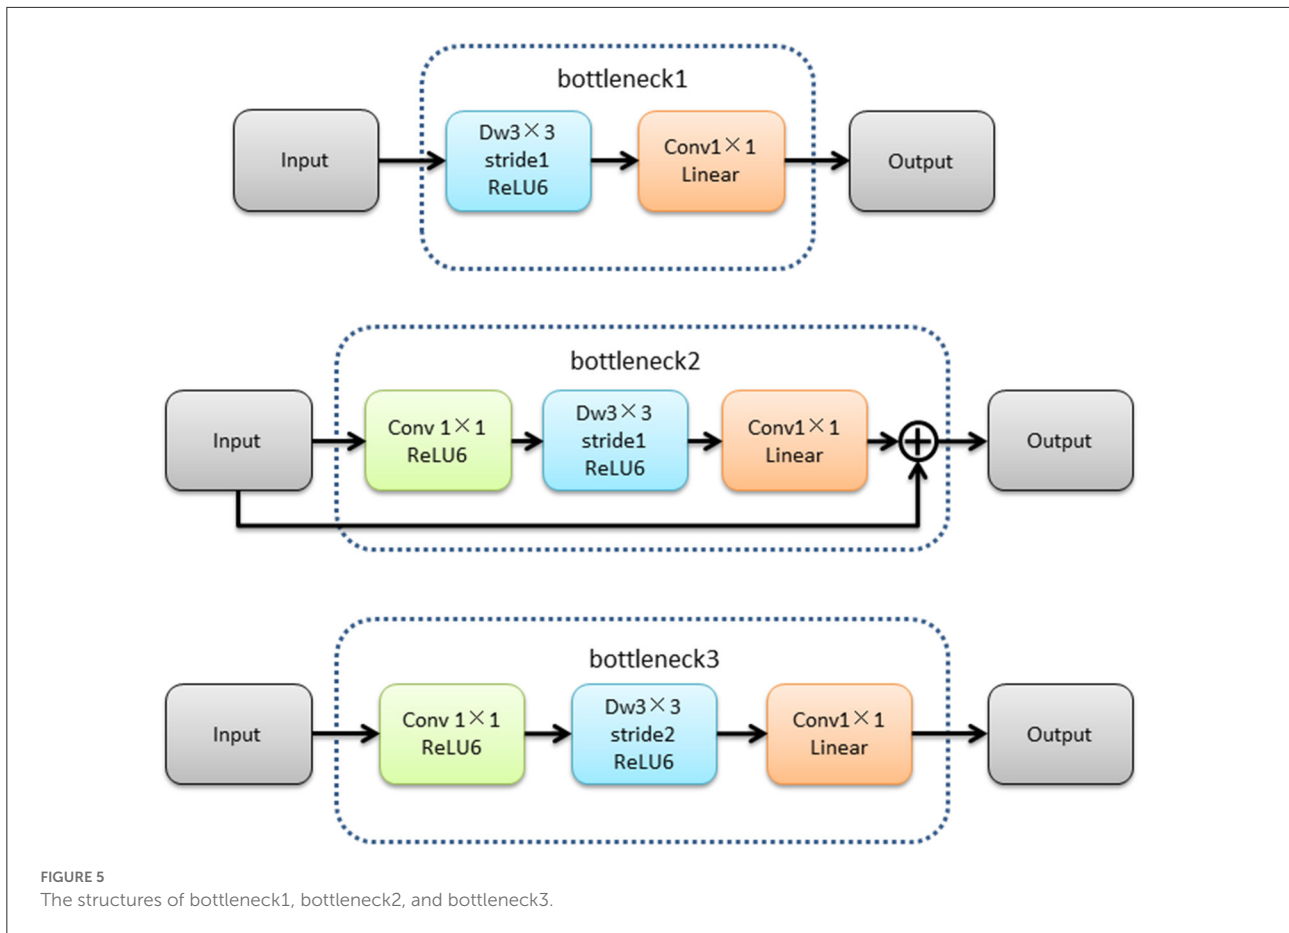 bottleneck1
Input
Dw3×3
stride1
ReLU6
Conv1×1
Linear
Output
bottleneck2
Input
Conv 1×1
ReLU6
Dw3×3
stride1
ReLU6
Conv1×1
Linear
Output
bottleneck3
Input
Conv 1×1
ReLU6
Dw3×3
stride2
ReLU6
Conv1×1
Linear
Output
FIGURE 5
The structures of bottleneck1, bottleneck2, and bottleneck3.